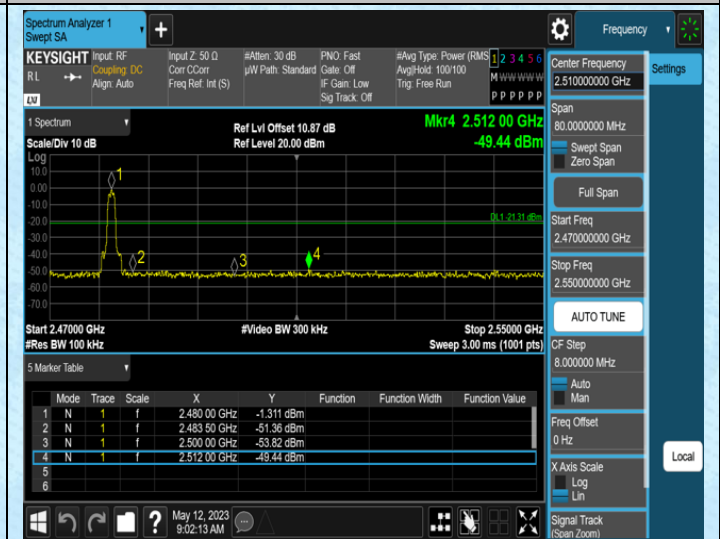 Spectrum Analyzer 1
Swept SA
+
Frequency
KEYSIGHT
Input: RF
Input Z: 50 Ω
#Atten: 30 dB
PNO: Fast
#Avg Type: Power (RMS
1 2 3 4 5 6
RL
Coupling: DC
Corr CCorr
µW Path: Standard
Gate: Off
Avg|Hold: 100/100
M W W W W W
Align: Auto
Freq Ref: Int (S)
IF Gain: Low
Trig: Free Run
Sig Track: Off
P P P P P P
LXI
Center Frequency
2.510000000 GHz
Settings
Span
80.0000000 MHz
Swept Span
Zero Span
Full Span
Start Freq
2.470000000 GHz
Stop Freq
2.550000000 GHz
AUTO TUNE
CF Step
8.000000 MHz
Auto
Man
Freq Offset
0 Hz
X Axis Scale
Log
Lin
Signal Track
(Span Zoom)
Local
1 Spectrum
Scale/Div 10 dB
Ref Lvl Offset 10.87 dB
Ref Level 20.00 dBm
Mkr4 2.512 00 GHz
-49.44 dBm
Log
10.0
0.00
-10.0
-20.0
-30.0
-40.0
-50.0
-60.0
-70.0
1
2
3
4
DL1 -21.31 dBm
Start 2.47000 GHz
#Video BW 300 kHz
Stop 2.55000 GHz
#Res BW 100 kHz
Sweep 3.00 ms (1001 pts)
5 Marker Table
Mode Trace Scale X Y Function Function Width Function Value
1 N 1 f 2.480 00 GHz -1.311 dBm
2 N 1 f 2.483 50 GHz -51.36 dBm
3 N 1 f 2.500 00 GHz -53.82 dBm
4 N 1 f 2.512 00 GHz -49.44 dBm
5
6
?
May 12, 2023
9:02:13 AM